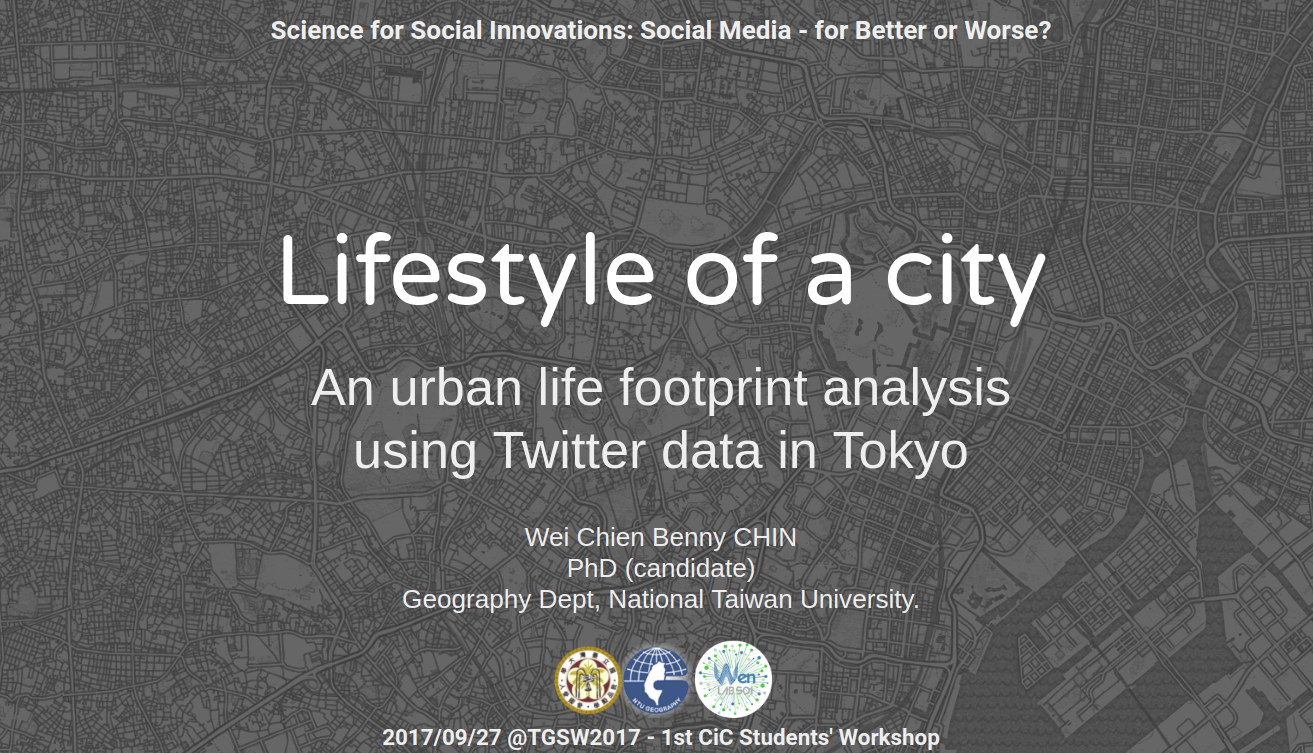 Science for Social Innovations: Social Media - for Better or Worse?
Lifestyle of a city
An urban life footprint analysis
using Twitter data in Tokyo
Wei Chien Benny CHIN
PhD (candidate)
Geography Dept, National Taiwan University.
NTU GEOGRAPHY
Wen
LAB 501
2017/09/27 @TGSW2017 - 1st CiC Students' Workshop